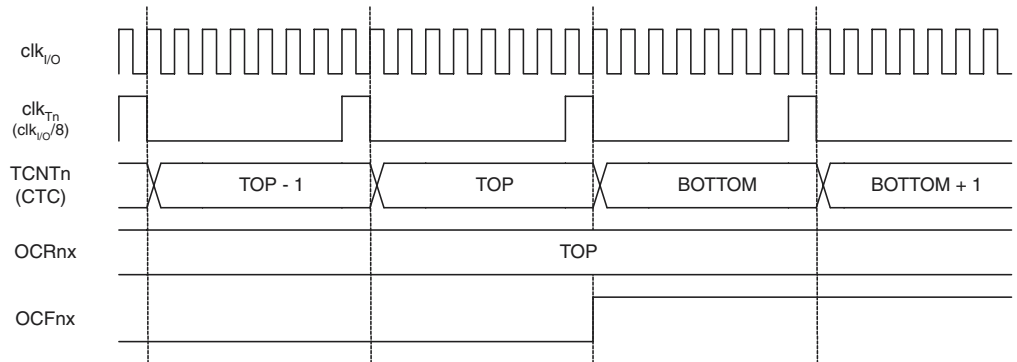 clkI/O
clkTn
(clkI/O/8)
TCNTn
(CTC)
TOP - 1
TOP
BOTTOM
BOTTOM + 1
OCRnx
TOP
OCFnx